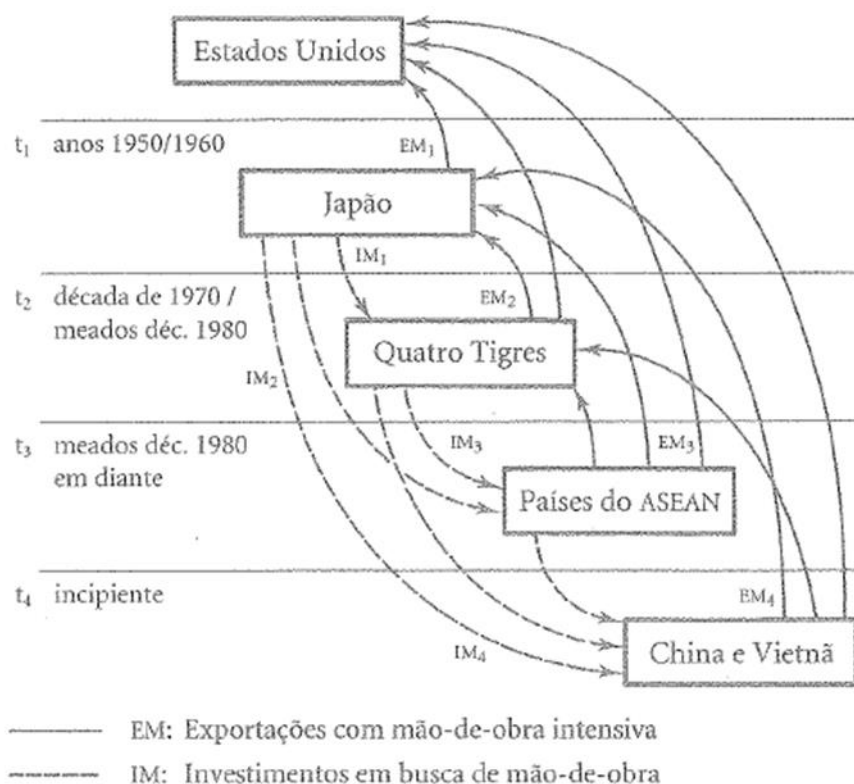 Estados Unidos
t₁ anos 1950/1960
EM₁
Japão
IM₁
t₂ década de 1970 /
meados déc. 1980
EM₂
Quatro Tigres
IM₂
t₃ meados déc. 1980
em diante
IM₃
EM₃
Países do ASEAN
t₄ incipiente
EM₄
IM₄
China e Vietnã
EM: Exportações com mão-de-obra intensiva
IM: Investimentos em busca de mão-de-obra